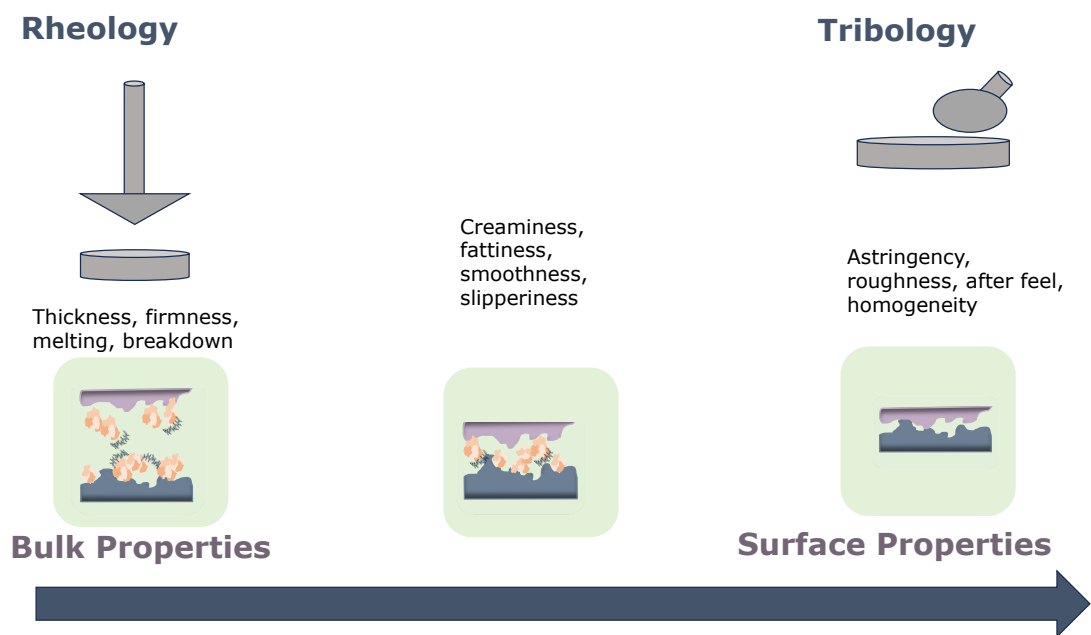 Rheology
Tribology
Creaminess,
fattiness,
smoothness,
slipperiness
Astringency,
roughness, after feel,
homogeneity
Thickness, firmness,
melting, breakdown
Bulk Properties
Surface Properties